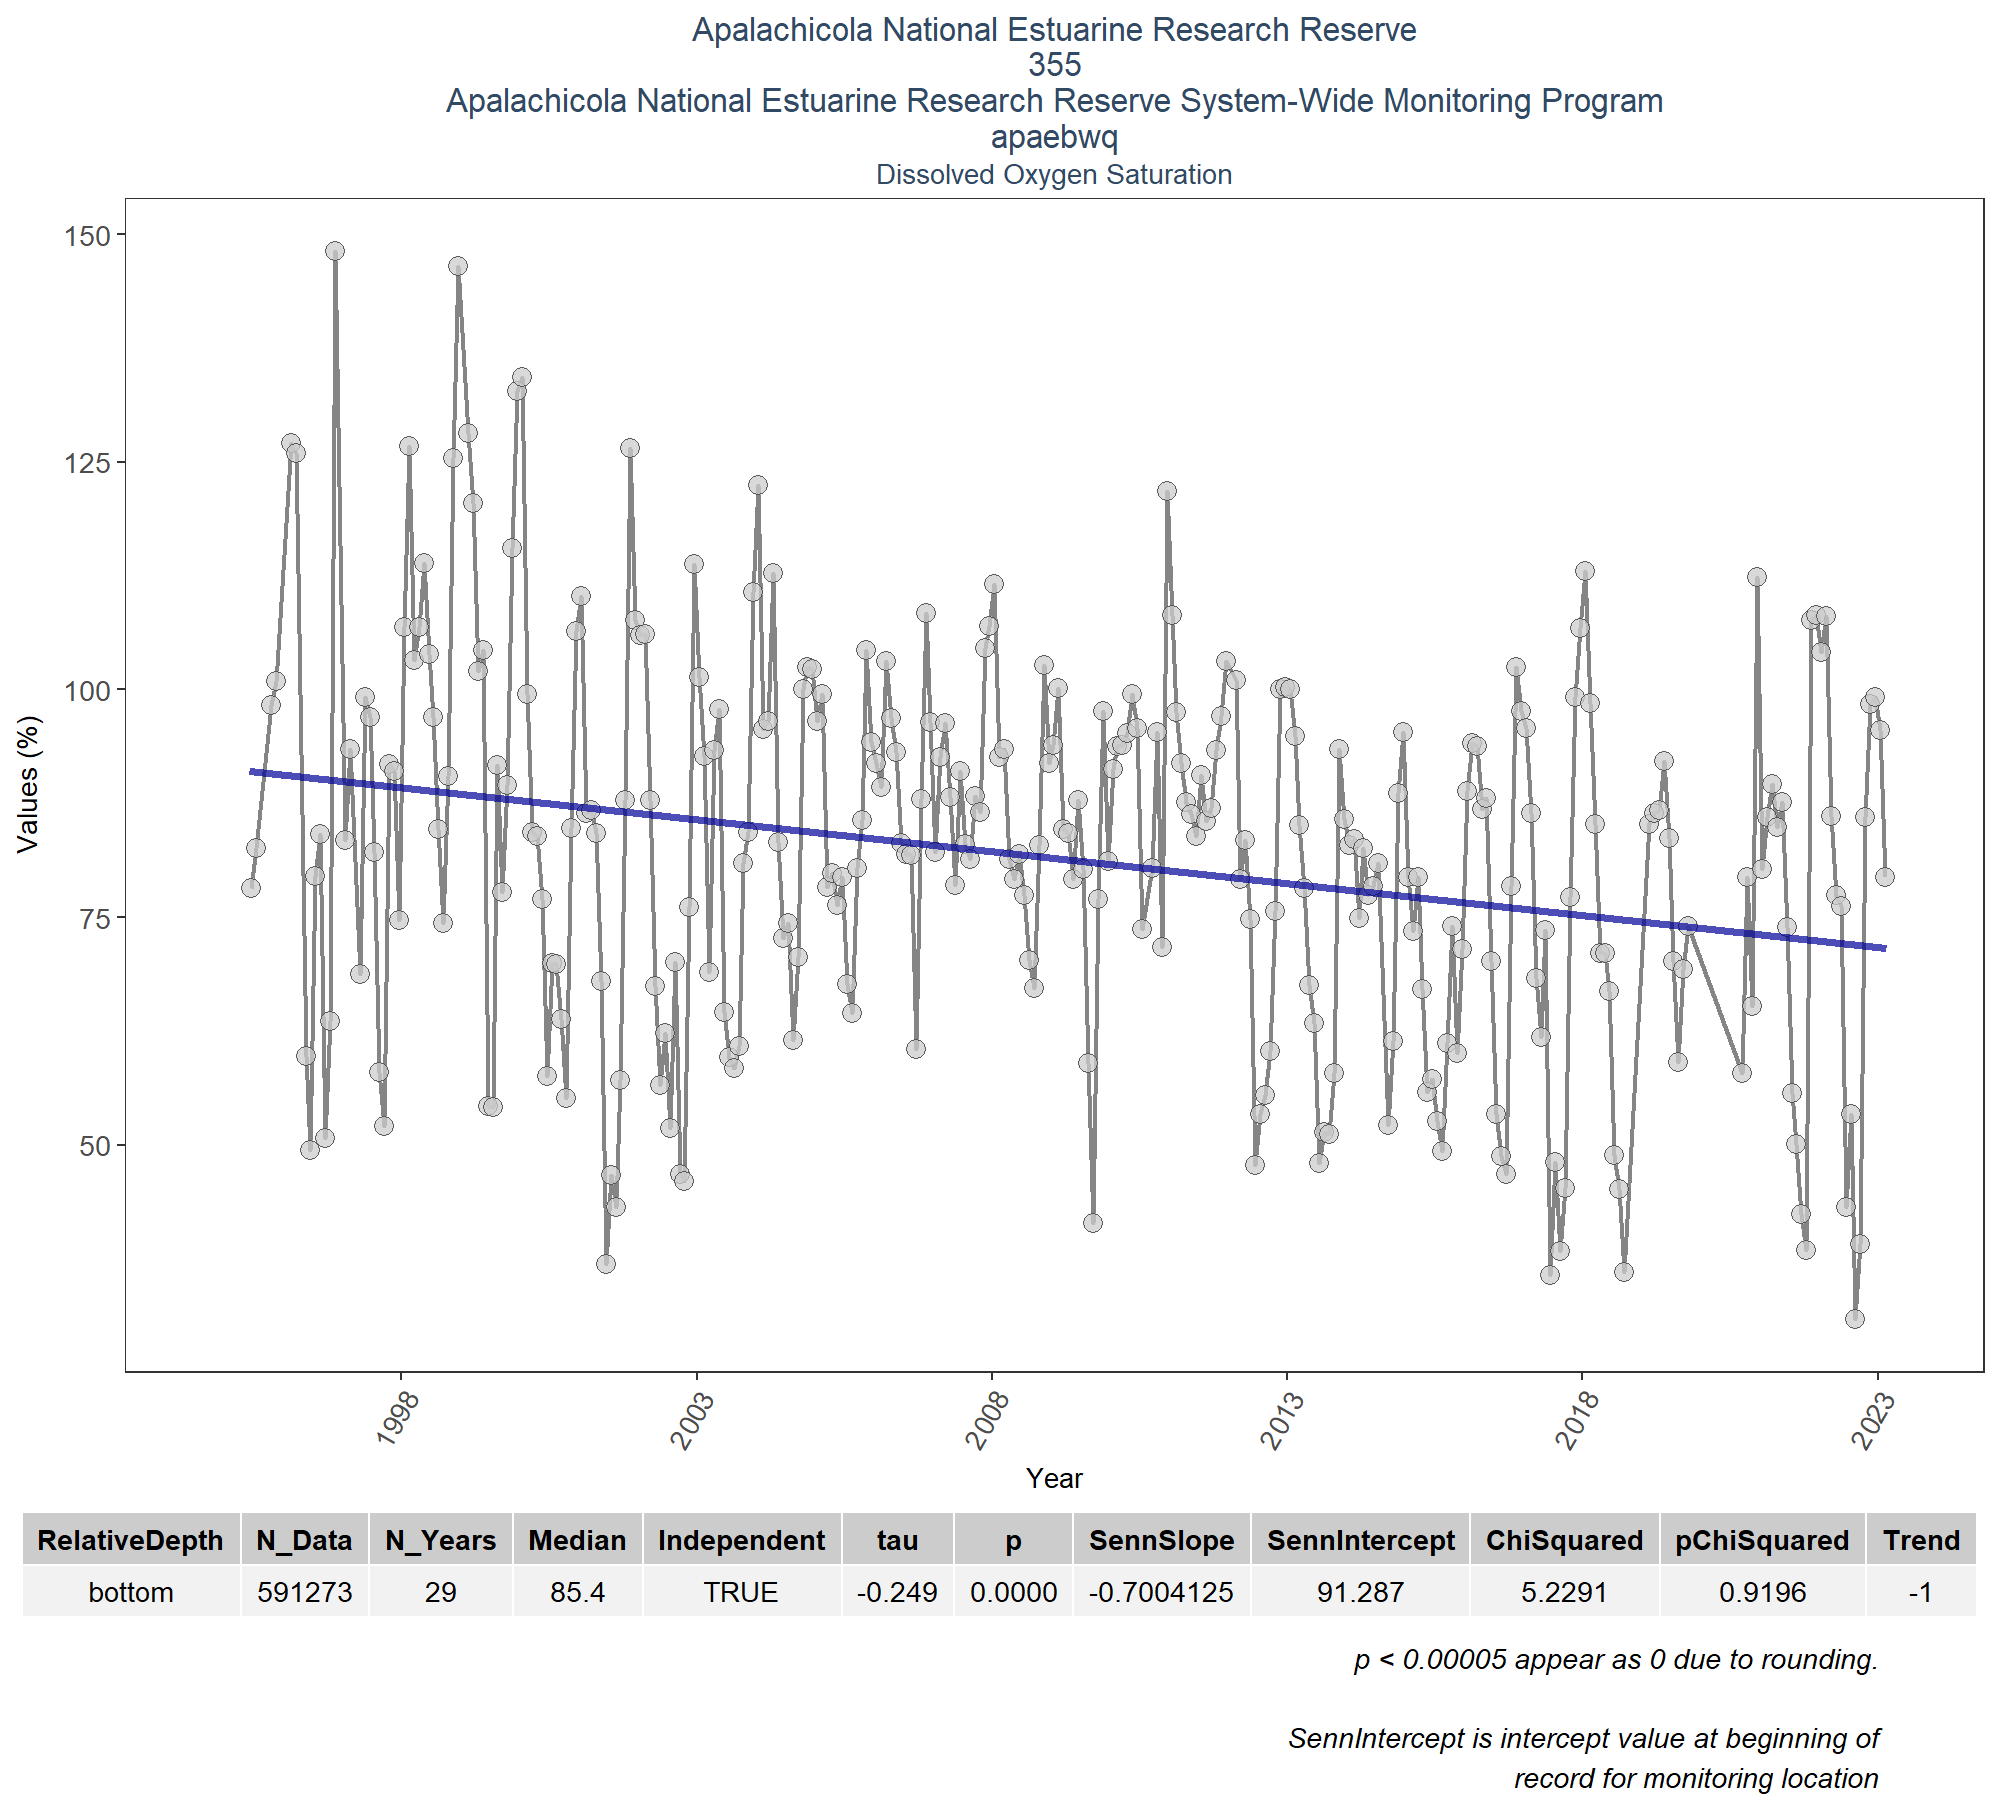 Apalachicola National Estuarine Research Reserve
355
Apalachicola National Estuarine Research Reserve System-Wide Monitoring Program
apaebwq
Dissolved Oxygen Saturation
Values (%)
150
125
100
75
50
1998 2003 2008 2013 2018 2023
Year
RelativeDepth N_Data N_Years Median Independent tau p SennSlope SennIntercept ChiSquared pChiSquared Trend
bottom 591273 29 85.4 TRUE -0.249 0.0000 -0.7004125 91.287 5.2291 0.9196 -1
p < 0.00005 appear as 0 due to rounding.
SennIntercept is intercept value at beginning of
record for monitoring location